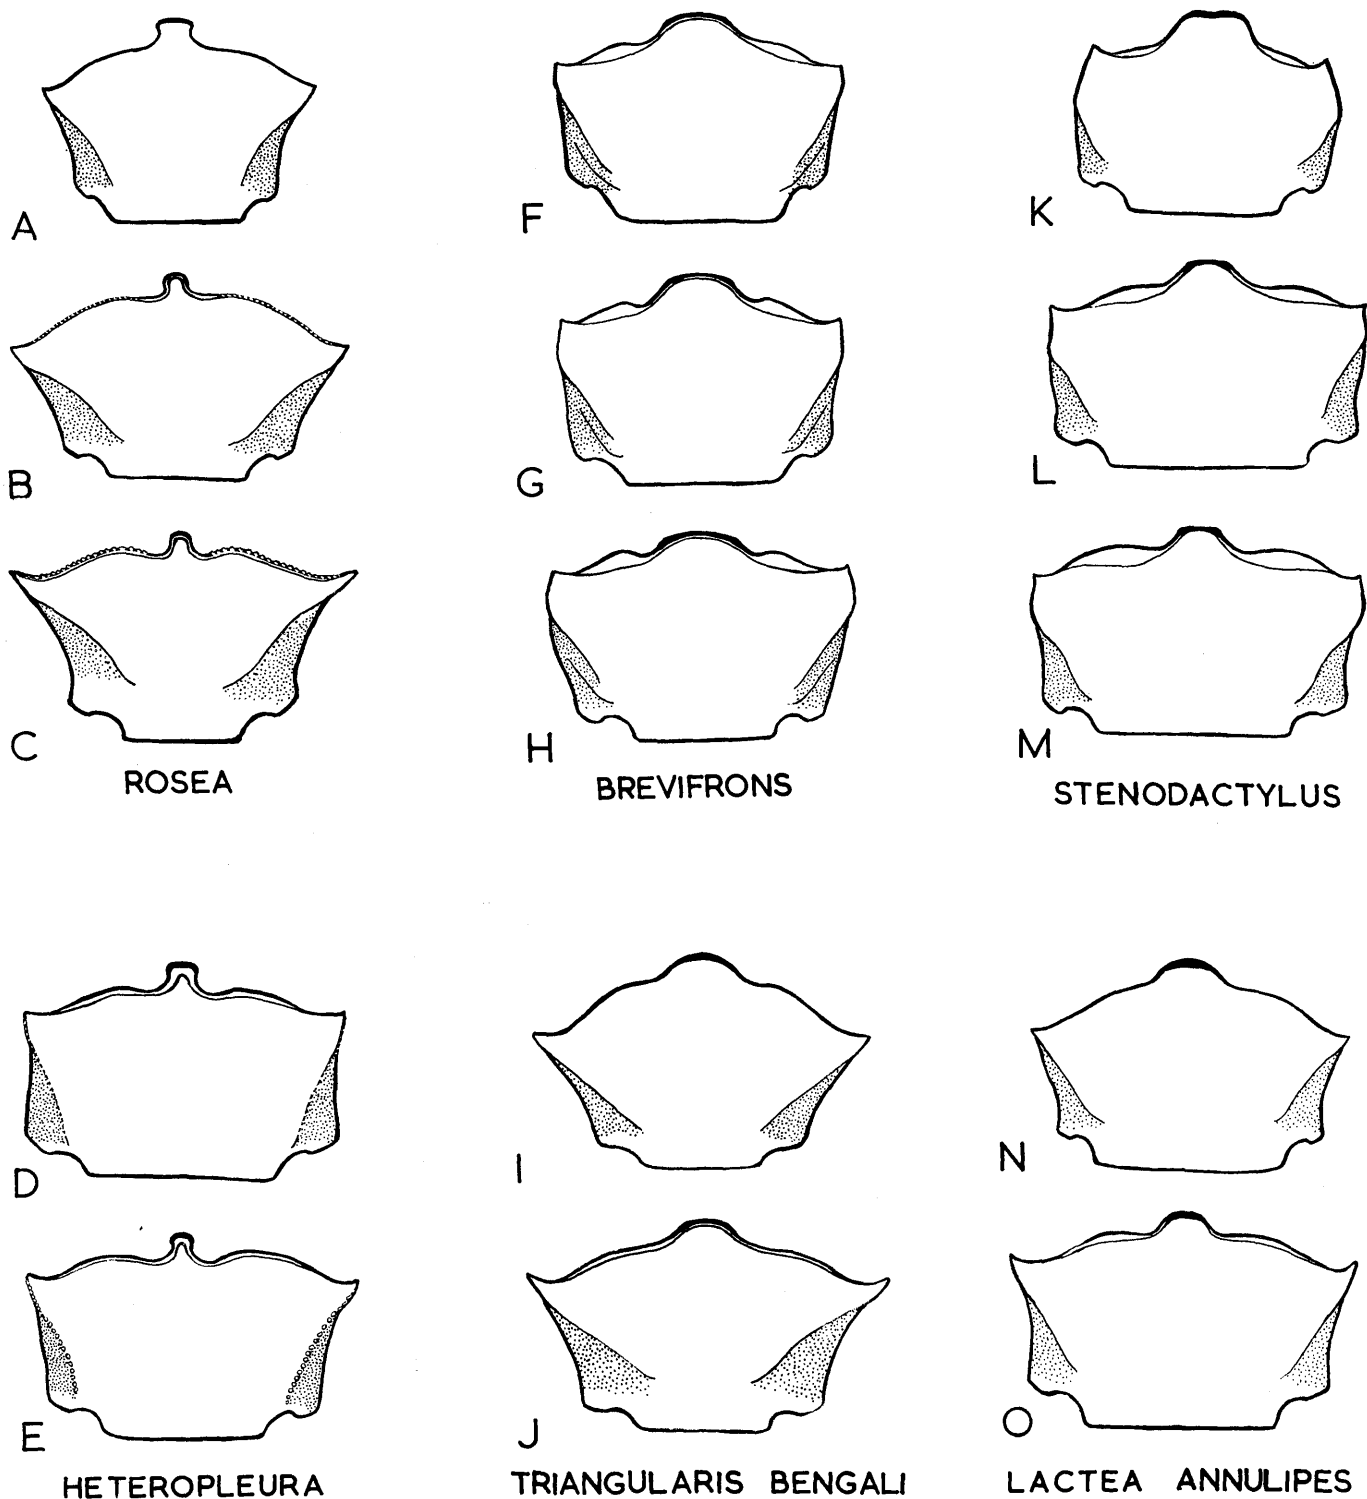 A
B
C
ROSEA
F
G
H
BREVIFRONS
K
L
M
STENODACTYLUS
D
E
HETEROPLEURA
I
J
TRIANGULARIS BENGALI
N
O
LACTEA ANNULIPES